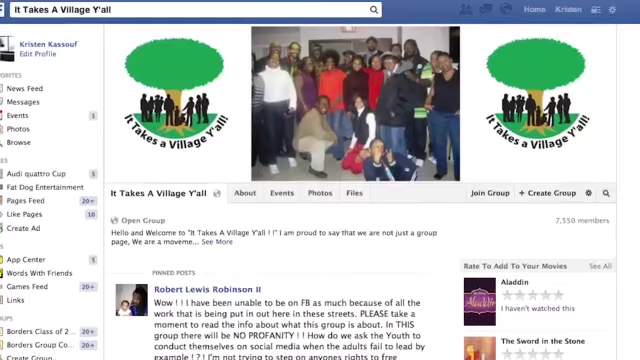 It Takes A Village Y'all
Home Kristen
Kristen Kassouf
Edit Profile
News Feed
Messages
Events 1
Photos
Browse
Audi quattro Cup 5
Fat Dog Entertainment
Pages Feed 20+
Like Pages 10
Create Ad
App Center 5
Words With Friends
Games Feed 20+
Links
Borders Class of 2... 20+
Borders Group Co...
It Takes a Village Y'all!
It Takes a Village Y'all!
It Takes A Village Y'all About Events Photos Files Join Group + Create Group
Open Group 7,550 members
Hello and Welcome to "It Takes A Village Y'all ! !" I am proud to say that we are not just a group
page, We are a moveme... See More
PINNED POSTS
Robert Lewis Robinson II
Wow ! ! I have been unable to be on FB as much because of all the
work that is being put out here in these streets. PLEASE take a
moment to read the info about what this group is about. In THIS
group there will be NO PROFANITY ! ! How do we ask the Youth to
conduct themselves on social media when the adults fail to lead by
example ! ?! I'm not trying to step on anyones rights to free
Rate To Add To Your Movies See All
Aladdin
I haven't watched this
The Sword in the Stone